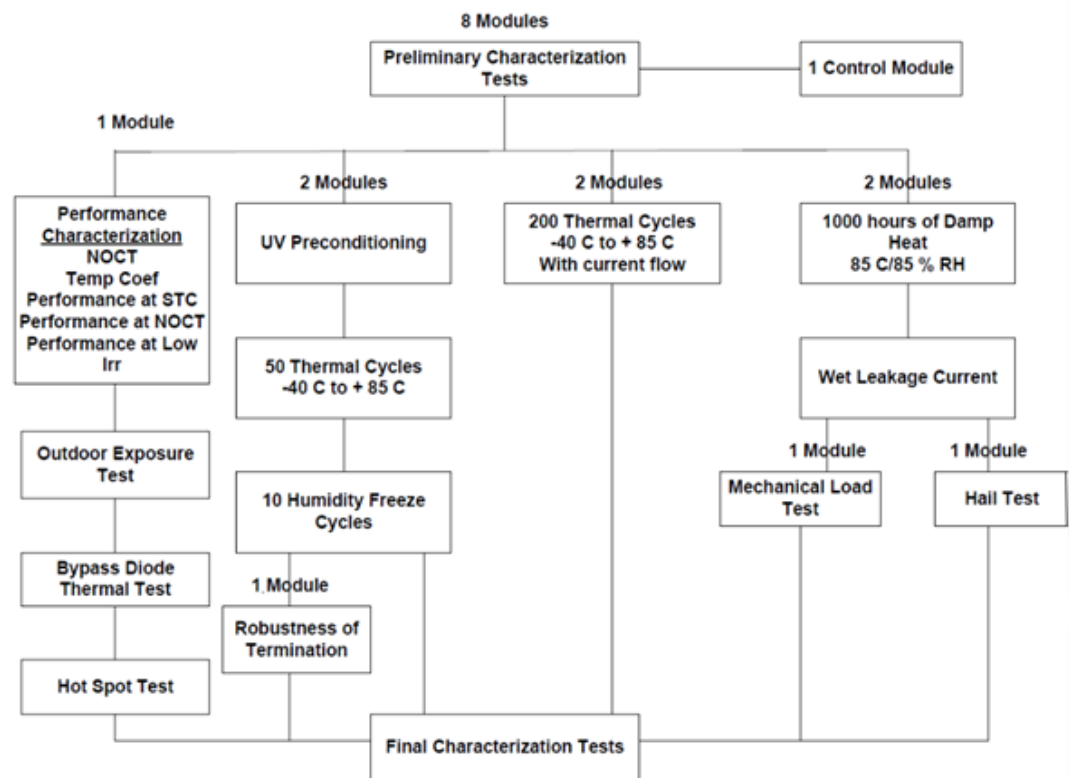 8 Modules
Preliminary Characterization
Tests
1 Control Module
1 Module
Performance
Characterization
NOCT
Temp Coef
Performance at STC
Performance at NOCT
Performance at Low
Irr
Outdoor Exposure
Test
Bypass Diode
Thermal Test
Hot Spot Test
2 Modules
UV Preconditioning
50 Thermal Cycles
-40 C to + 85 C
10 Humidity Freeze
Cycles
1 Module
Robustness of
Termination
2 Modules
200 Thermal Cycles
-40 C to + 85 C
With current flow
2 Modules
1000 hours of Damp
Heat
85 C/85 % RH
Wet Leakage Current
1 Module
Mechanical Load
Test
1 Module
Hail Test
Final Characterization Tests